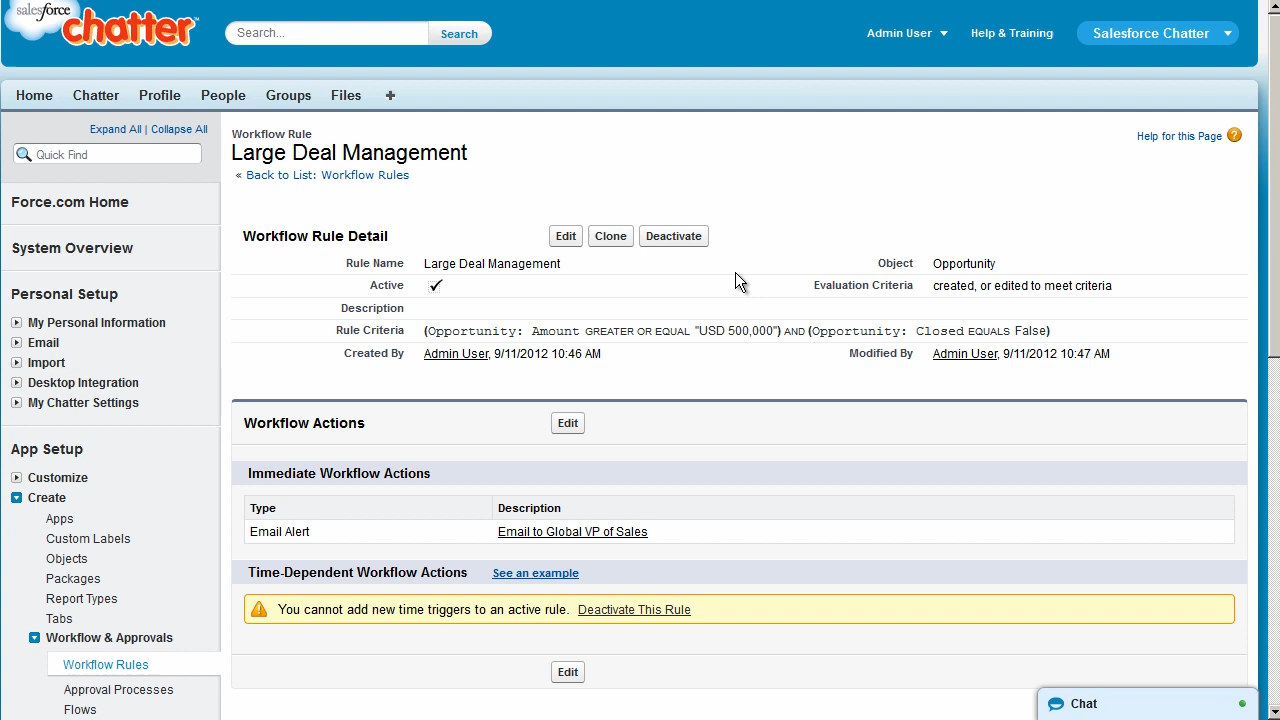 salesforce
chatter
Search...
Search
Admin User
Help & Training
Salesforce Chatter
Home
Chatter
Profile
People
Groups
Files
+
Expand All | Collapse All
Quick Find
Force.com Home
System Overview
Personal Setup
My Personal Information
Email
Import
Desktop Integration
My Chatter Settings
App Setup
Customize
Create
Apps
Custom Labels
Objects
Packages
Report Types
Tabs
Workflow & Approvals
Workflow Rules
Approval Processes
Flows
Workflow Rule
Large Deal Management
« Back to List: Workflow Rules
Help for this Page ?
Workflow Rule Detail
Edit
Clone
Deactivate
Rule Name Large Deal Management
Object Opportunity
Active
Evaluation Criteria created, or edited to meet criteria
Description
Rule Criteria (Opportunity: Amount GREATER OR EQUAL "USD 500,000") AND (Opportunity: Closed EQUALS False)
Created By Admin User, 9/11/2012 10:46 AM
Modified By Admin User, 9/11/2012 10:47 AM
Workflow Actions
Edit
Immediate Workflow Actions
Type Description
Email Alert Email to Global VP of Sales
Time-Dependent Workflow Actions See an example
You cannot add new time triggers to an active rule. Deactivate This Rule
Edit
Chat